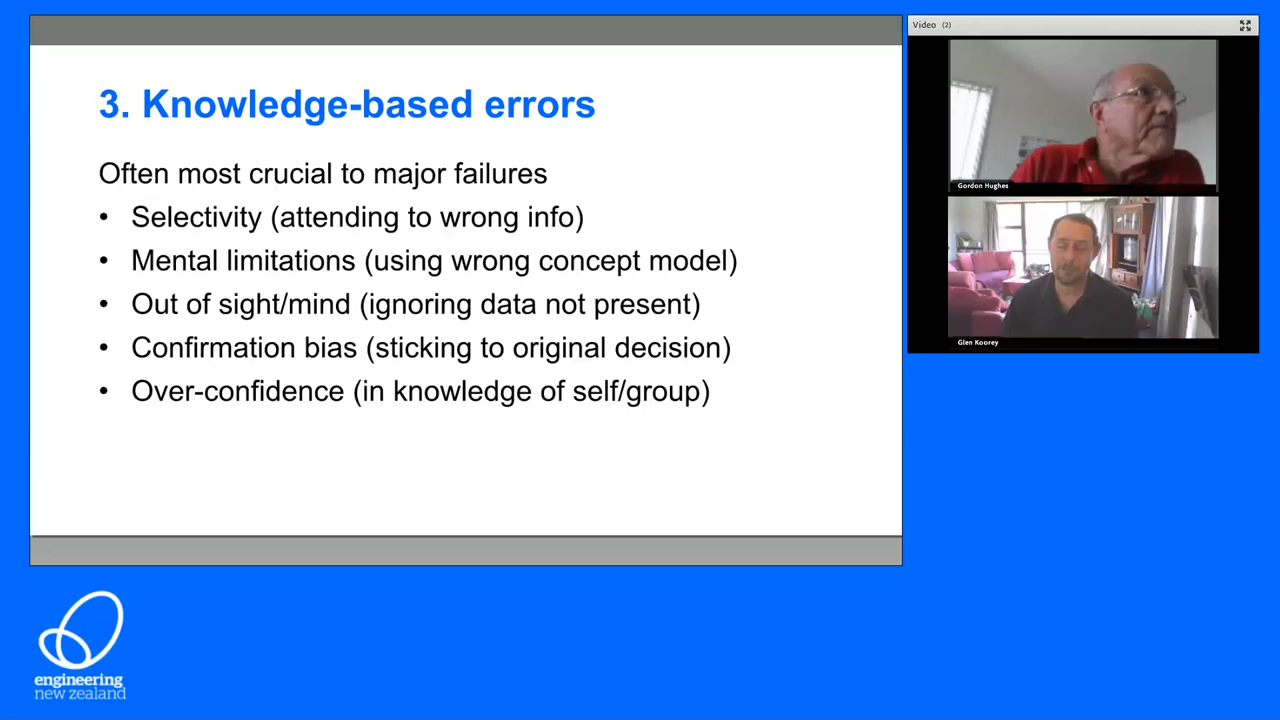 3. Knowledge-based errors
Often most crucial to major failures
• Selectivity (attending to wrong info)
• Mental limitations (using wrong concept model)
• Out of sight/mind (ignoring data not present)
• Confirmation bias (sticking to original decision)
• Over-confidence (in knowledge of self/group)
Video (2)
Gordon Hughes
Glen Koorey
engineering
new zealand